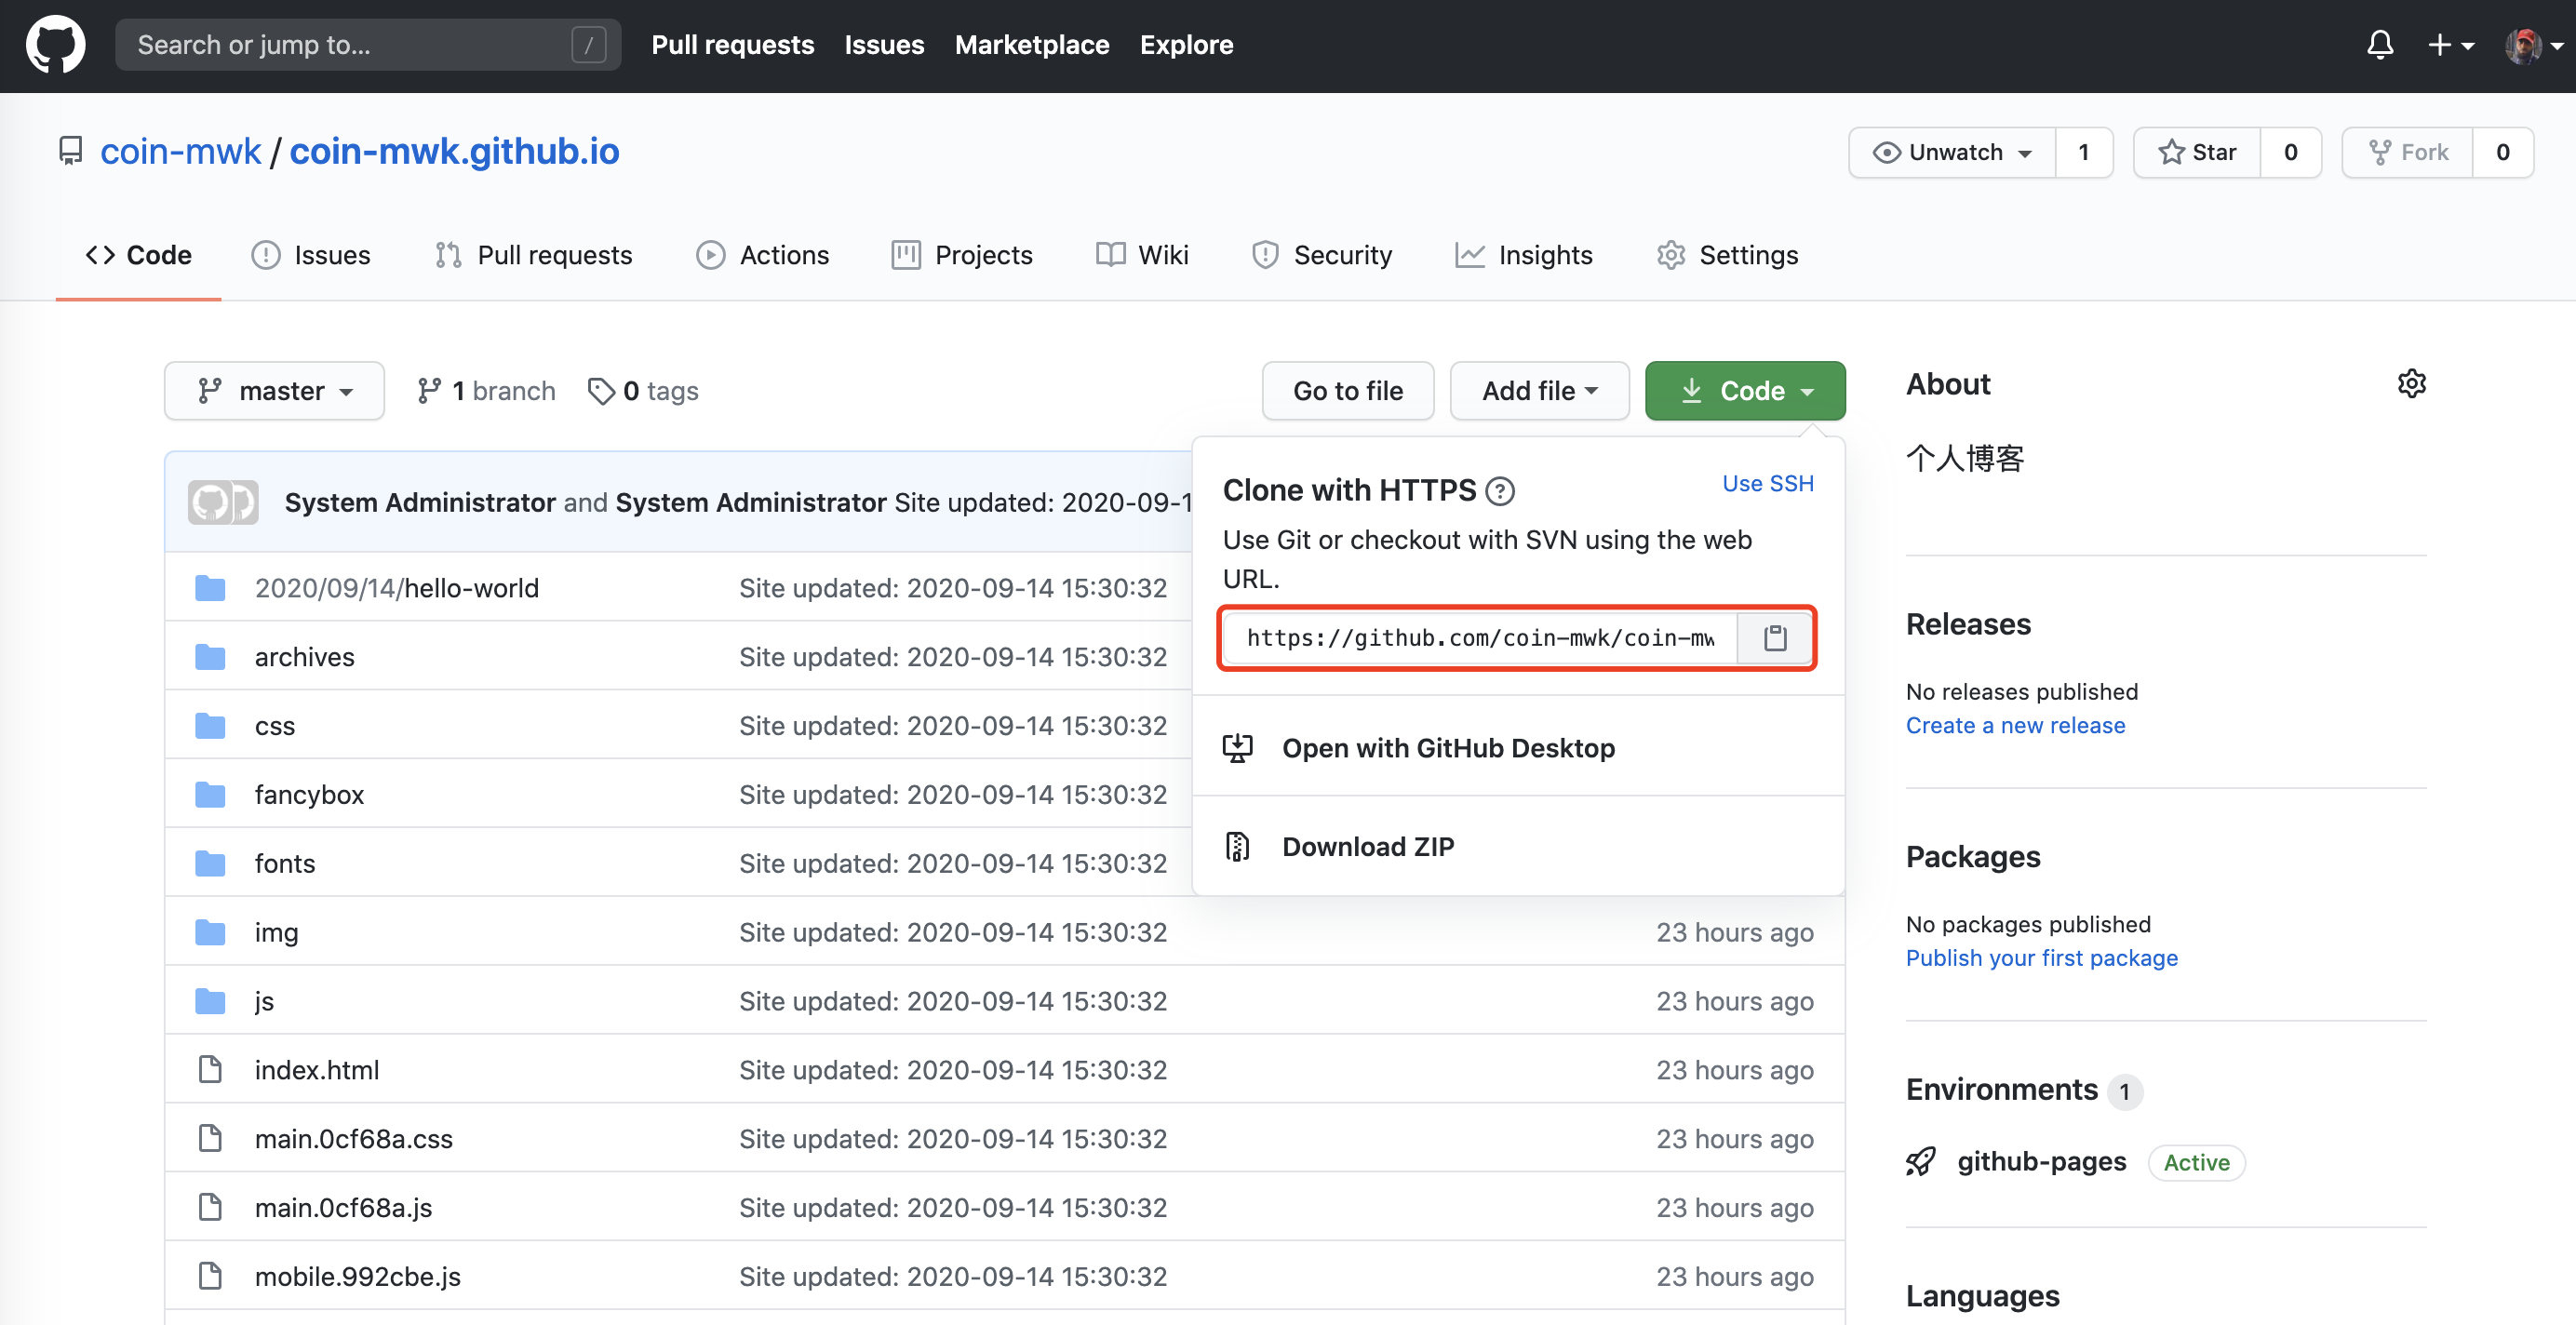 Search or jump to... /
Pull requests Issues Marketplace Explore
coin-mwk / coin-mwk.github.io
Unwatch 1 Star 0 Fork 0
Code Issues Pull requests Actions Projects Wiki Security Insights Settings
master 1 branch 0 tags
Go to file Add file Code
System Administrator and System Administrator Site updated: 2020-09-1
Clone with HTTPS ?
Use SSH
Use Git or checkout with SVN using the web
URL.
https://github.com/coin-mwk/coin-mw
Open with GitHub Desktop
Download ZIP
2020/09/14/hello-world Site updated: 2020-09-14 15:30:32
archives Site updated: 2020-09-14 15:30:32
css Site updated: 2020-09-14 15:30:32
fancybox Site updated: 2020-09-14 15:30:32
fonts Site updated: 2020-09-14 15:30:32
img Site updated: 2020-09-14 15:30:32 23 hours ago
js Site updated: 2020-09-14 15:30:32 23 hours ago
index.html Site updated: 2020-09-14 15:30:32 23 hours ago
main.0cf68a.css Site updated: 2020-09-14 15:30:32 23 hours ago
main.0cf68a.js Site updated: 2020-09-14 15:30:32 23 hours ago
mobile.992cbe.js Site updated: 2020-09-14 15:30:32 23 hours ago
About
个人博客
Releases
No releases published
Create a new release
Packages
No packages published
Publish your first package
Environments 1
github-pages Active
Languages